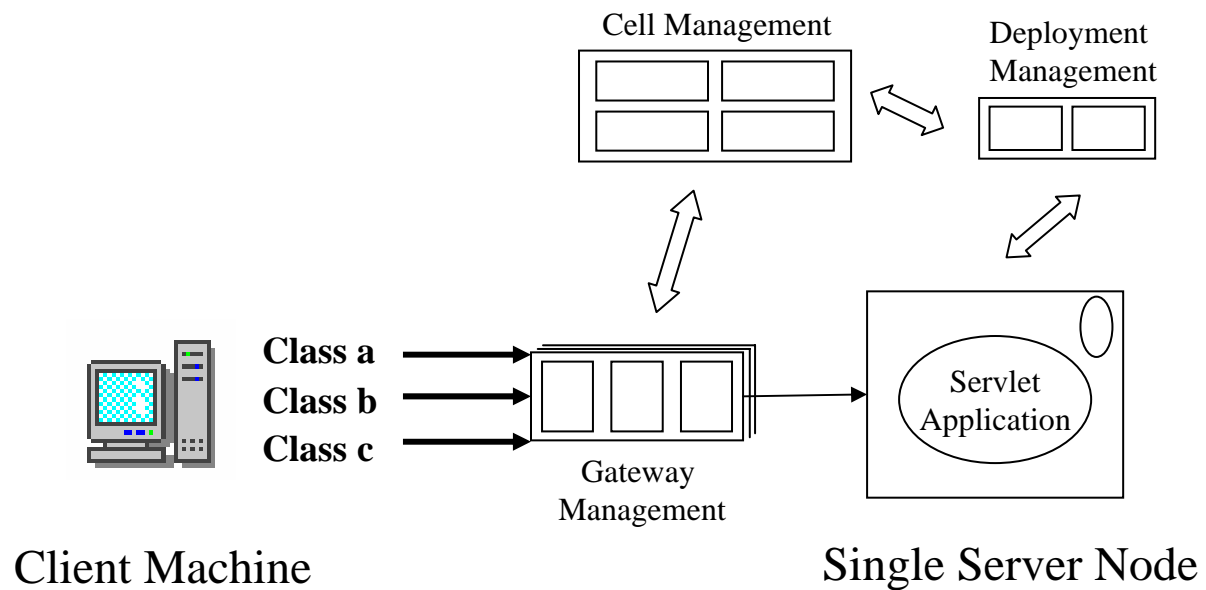 Cell Management
Deployment
Management
Class a
Class b
Class c
Servlet
Application
Gateway
Management
Client Machine
Single Server Node